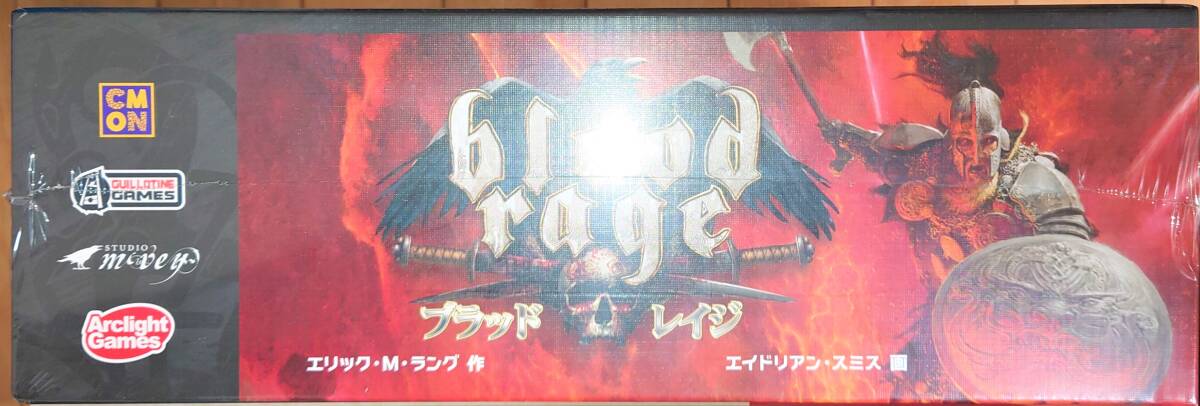 CM
ON
GUILLOTINE
GAMES
STUDIO
mcvey
Arclight
Games
blood
rage
ブラッド レイジ
エリック・M・ラング 作
エイドリアン・スミス 画